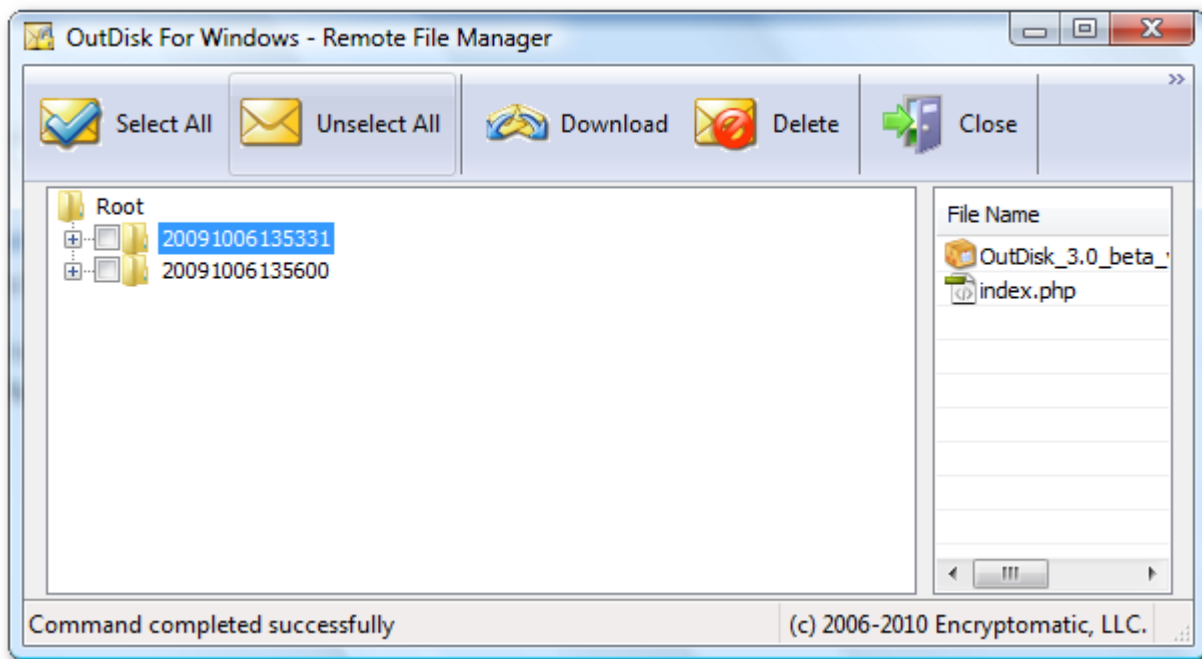 OutDisk For Windows - Remote File Manager
Select All Unselect All Download Delete Close
Root
20091006135331
20091006135600
File Name
OutDisk_3.0_beta_
index.php
Command completed successfully (c) 2006-2010 Encryptomatic, LLC.